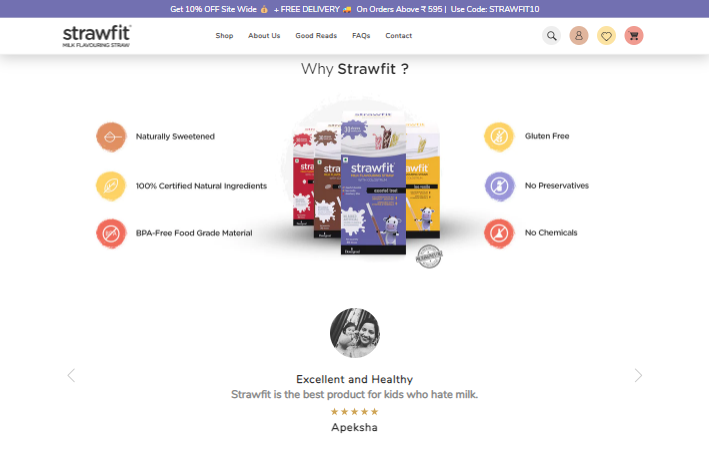 Get 10% OFF Site Wide 💰 + FREE DELIVERY 🚚 On Orders Above ₹ 595 | Use Code: STRAWFIT10
strawfit
MILK FLAVOURING STRAW
Shop About Us Good Reads FAQs Contact
Why Strawfit ?
Naturally Sweetened
100% Certified Natural Ingredients
BPA-Free Food Grade Material
strawfit
Gluten Free
No Preservatives
No Chemicals
Excellent and Healthy
Strawfit is the best product for kids who hate milk.
★★★★★
Apeksha